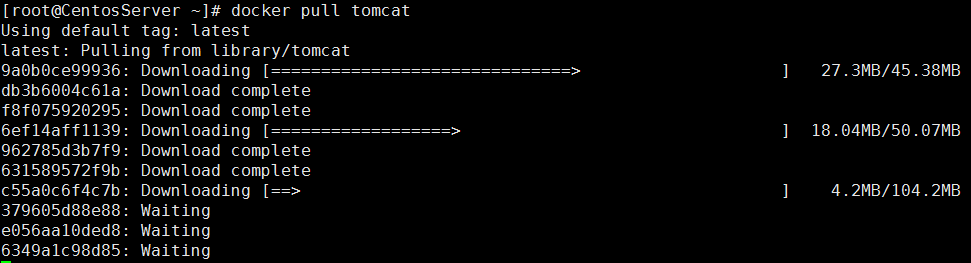 [root@CentosServer ~]# docker pull tomcat
Using default tag: latest
latest: Pulling from library/tomcat
9a0b0ce99936: Downloading [==============================>                    ]   27.3MB/45.38MB
db3b6004c61a: Download complete
f8f075920295: Download complete
6ef14aff1139: Downloading [==================>                                ]  18.04MB/50.07MB
962785d3b7f9: Download complete
631589572f9b: Download complete
c55a0c6f4c7b: Downloading [==>                                                ]    4.2MB/104.2MB
379605d88e88: Waiting
e056aa10ded8: Waiting
6349a1c98d85: Waiting